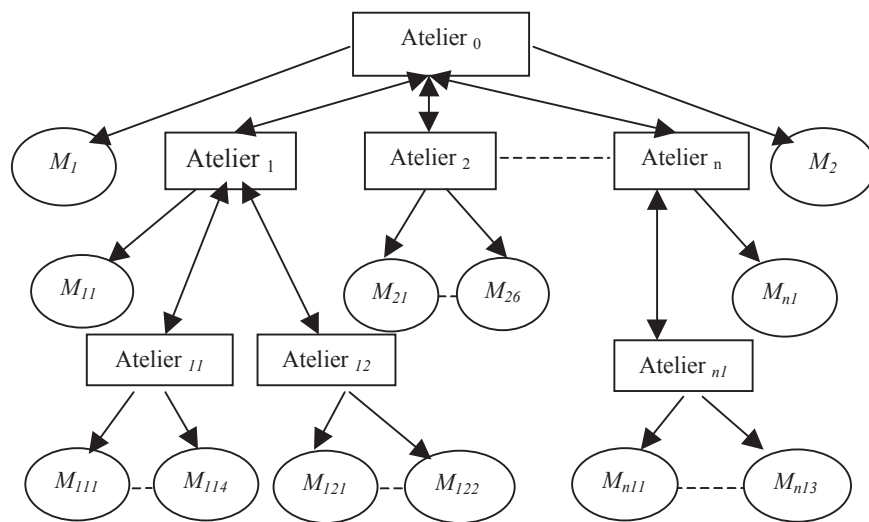 Atelier 0
M1
Atelier 1
Atelier 2
Atelier n
M2
M11
M21
M26
Mn1
Atelier 11
Atelier 12
Atelier n1
M111
M114
M121
M122
Mn11
Mn13